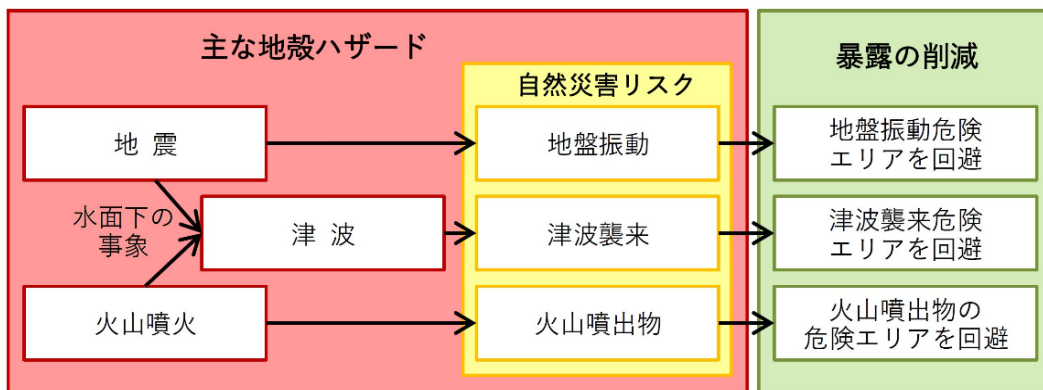 主な地殻ハザード
暴露の削減
自然災害リスク
地 震
地盤振動
地盤振動危険
エリアを回避
水面下の
事象
津 波
津波襲来
津波襲来危険
エリアを回避
火山噴火
火山噴出物
火山噴出物の
危険エリアを回避